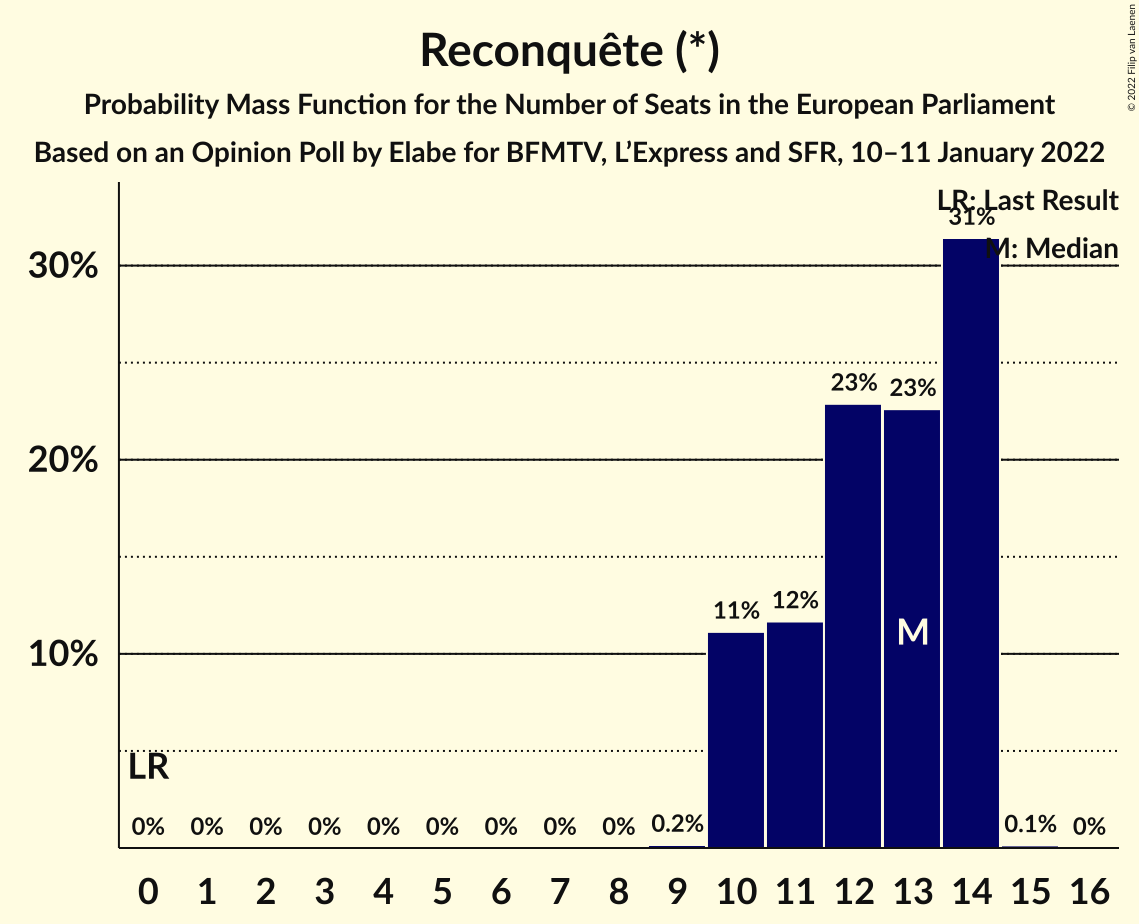 Reconquête (*)
Probability Mass Function for the Number of Seats in the European Parliament
Based on an Opinion Poll by Elabe for BFMTV, L’Express and SFR, 10–11 January 2022
© 2022 Filip van Laenen
LR: Last Result
M: Median
31%
30%
23% 23%
20%
11% 12%
M
10%
LR
0% 0% 0% 0% 0% 0% 0% 0% 0% 0.2% 0.1% 0%
0 1 2 3 4 5 6 7 8 9 10 11 12 13 14 15 16